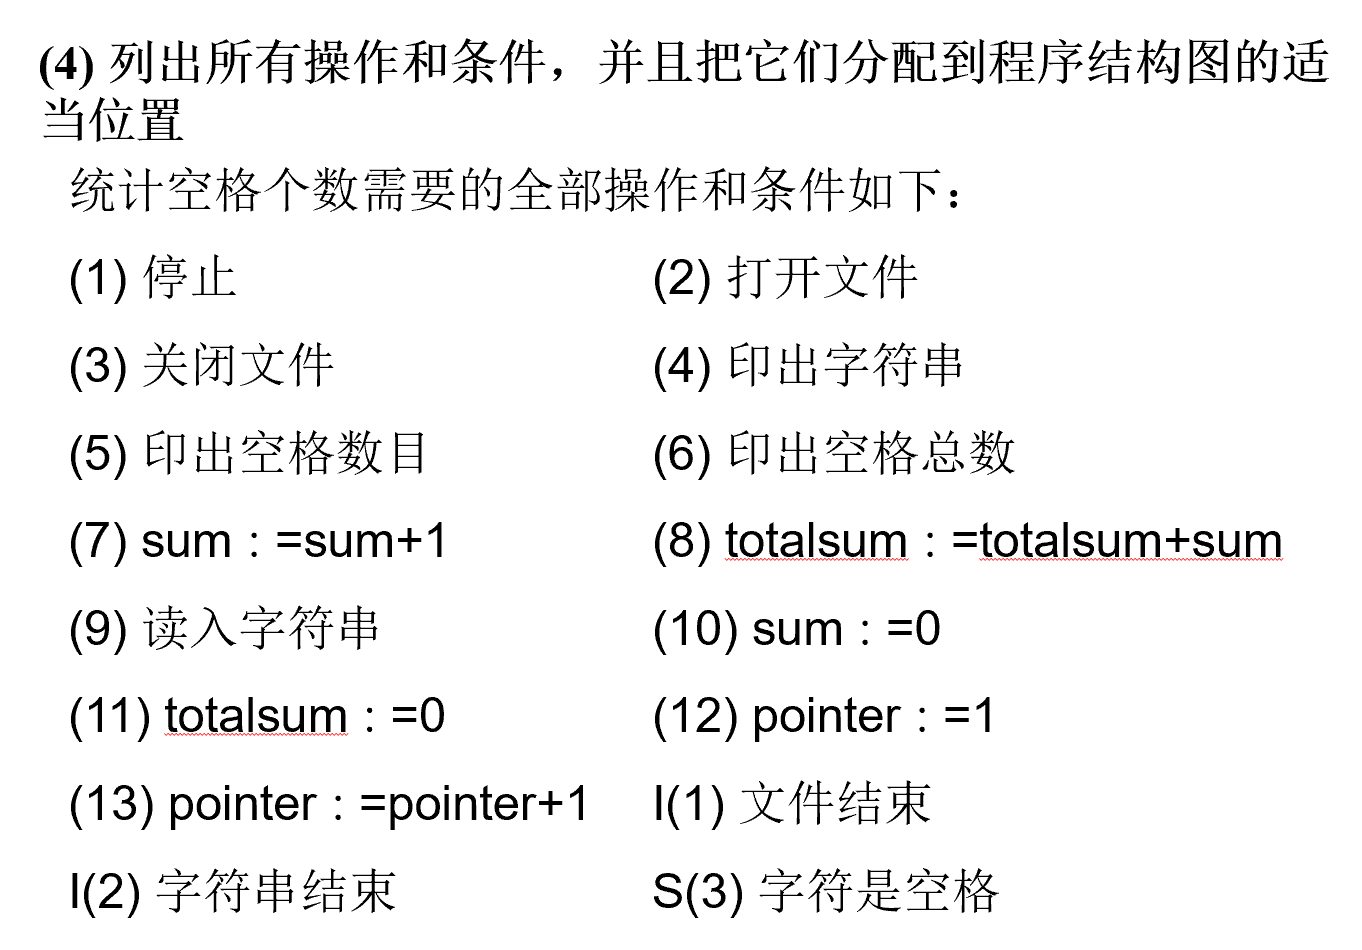 (4) 列出所有操作和条件，并且把它们分配到程序结构图的适
当位置
统计空格个数需要的全部操作和条件如下：
(1) 停止 (2) 打开文件
(3) 关闭文件 (4) 印出字符串
(5) 印出空格数目 (6) 印出空格总数
(7) sum : =sum+1 (8) totalsum : =totalsum+sum
(9) 读入字符串 (10) sum : =0
(11) totalsum : =0 (12) pointer : =1
(13) pointer : =pointer+1 I(1) 文件结束
I(2) 字符串结束 S(3) 字符是空格